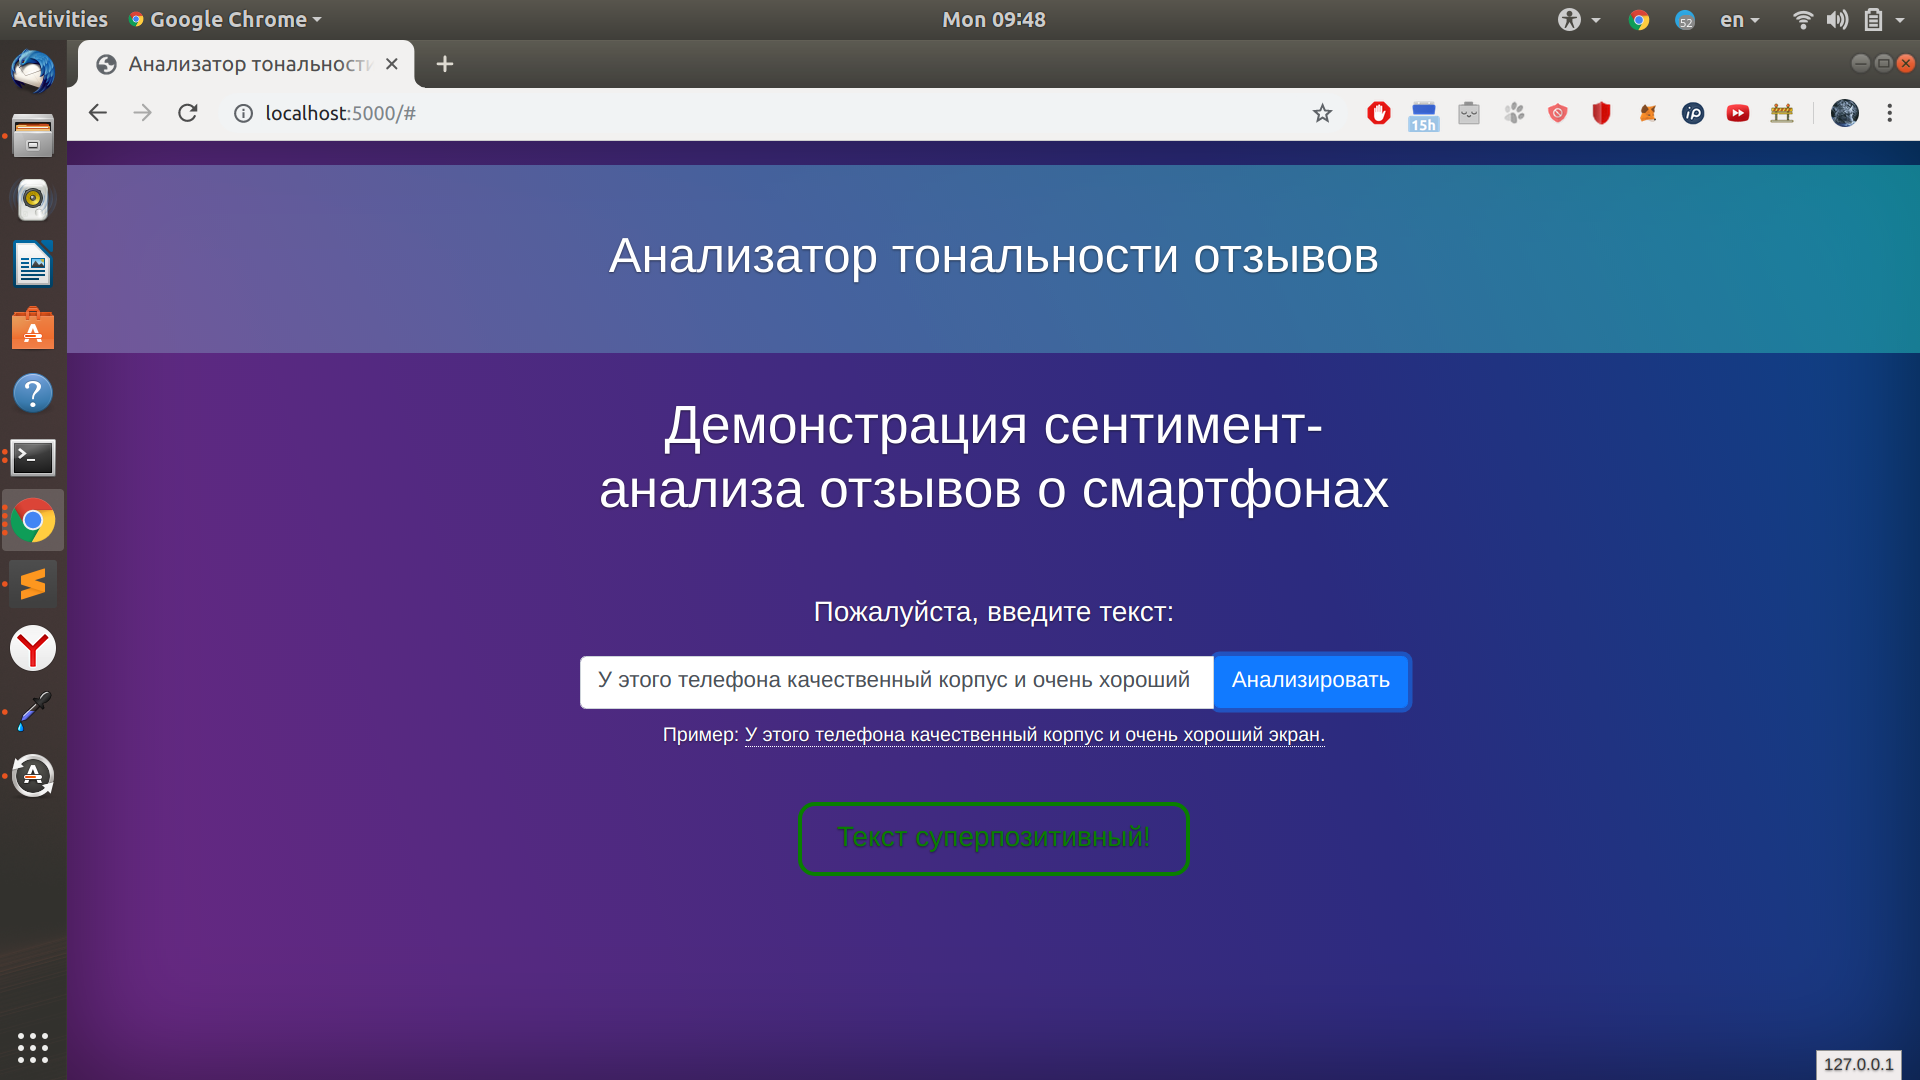 Activities Google Chrome Mon 09:48 52 en
Анализатор тональности
localhost:5000/# 15h
Анализатор тональности отзывов
Демонстрация сентимент-
анализа отзывов о смартфонах
Пожалуйста, введите текст:
У этого телефона качественный корпус и очень хороший Анализировать
Пример: У этого телефона качественный корпус и очень хороший экран.
Текст суперпозитивный!
127.0.0.1